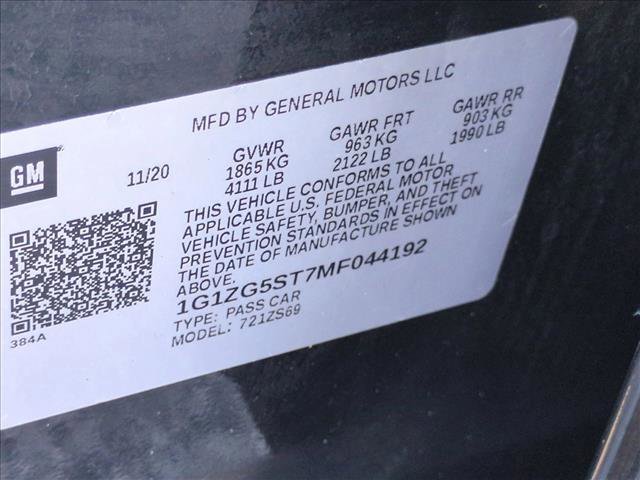 MFD BY GENERAL MOTORS LLC
GM
11/20
GVWR
1865 KG
4111 LB
GAWR FRT
963 KG
2122 LB
GAWR RR
903 KG
1990 LB
THIS VEHICLE CONFORMS TO ALL
APPLICABLE U.S. FEDERAL MOTOR
VEHICLE SAFETY, BUMPER, AND THEFT
PREVENTION STANDARDS IN EFFECT ON
THE DATE OF MANUFACTURE SHOWN
ABOVE.
1G1ZG5ST7MF044192
TYPE: PASS CAR
MODEL: 721ZS69
384A